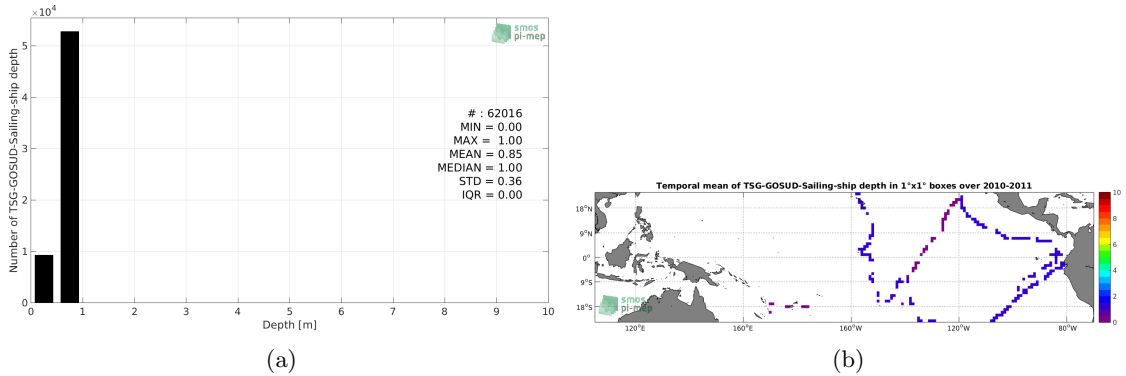 ×10⁴
smos
pi-mep
Number of TSG-GOSUD-Sailing-ship depth
5
4
3
2
1
0
# : 62016
MIN = 0.00
MAX = 1.00
MEAN = 0.85
MEDIAN = 1.00
STD = 0.36
IQR = 0.00
0 1 2 3 4 5 6 7 8 9 10
Depth [m]
(a)
Temporal mean of TSG-GOSUD-Sailing-ship depth in 1°x1° boxes over 2010-2011
18°N
9°N
0°
9°S
18°S
smos
pi-mep
120°E 160°E 160°W 120°W 80°W
10
8
6
4
2
0
(b)